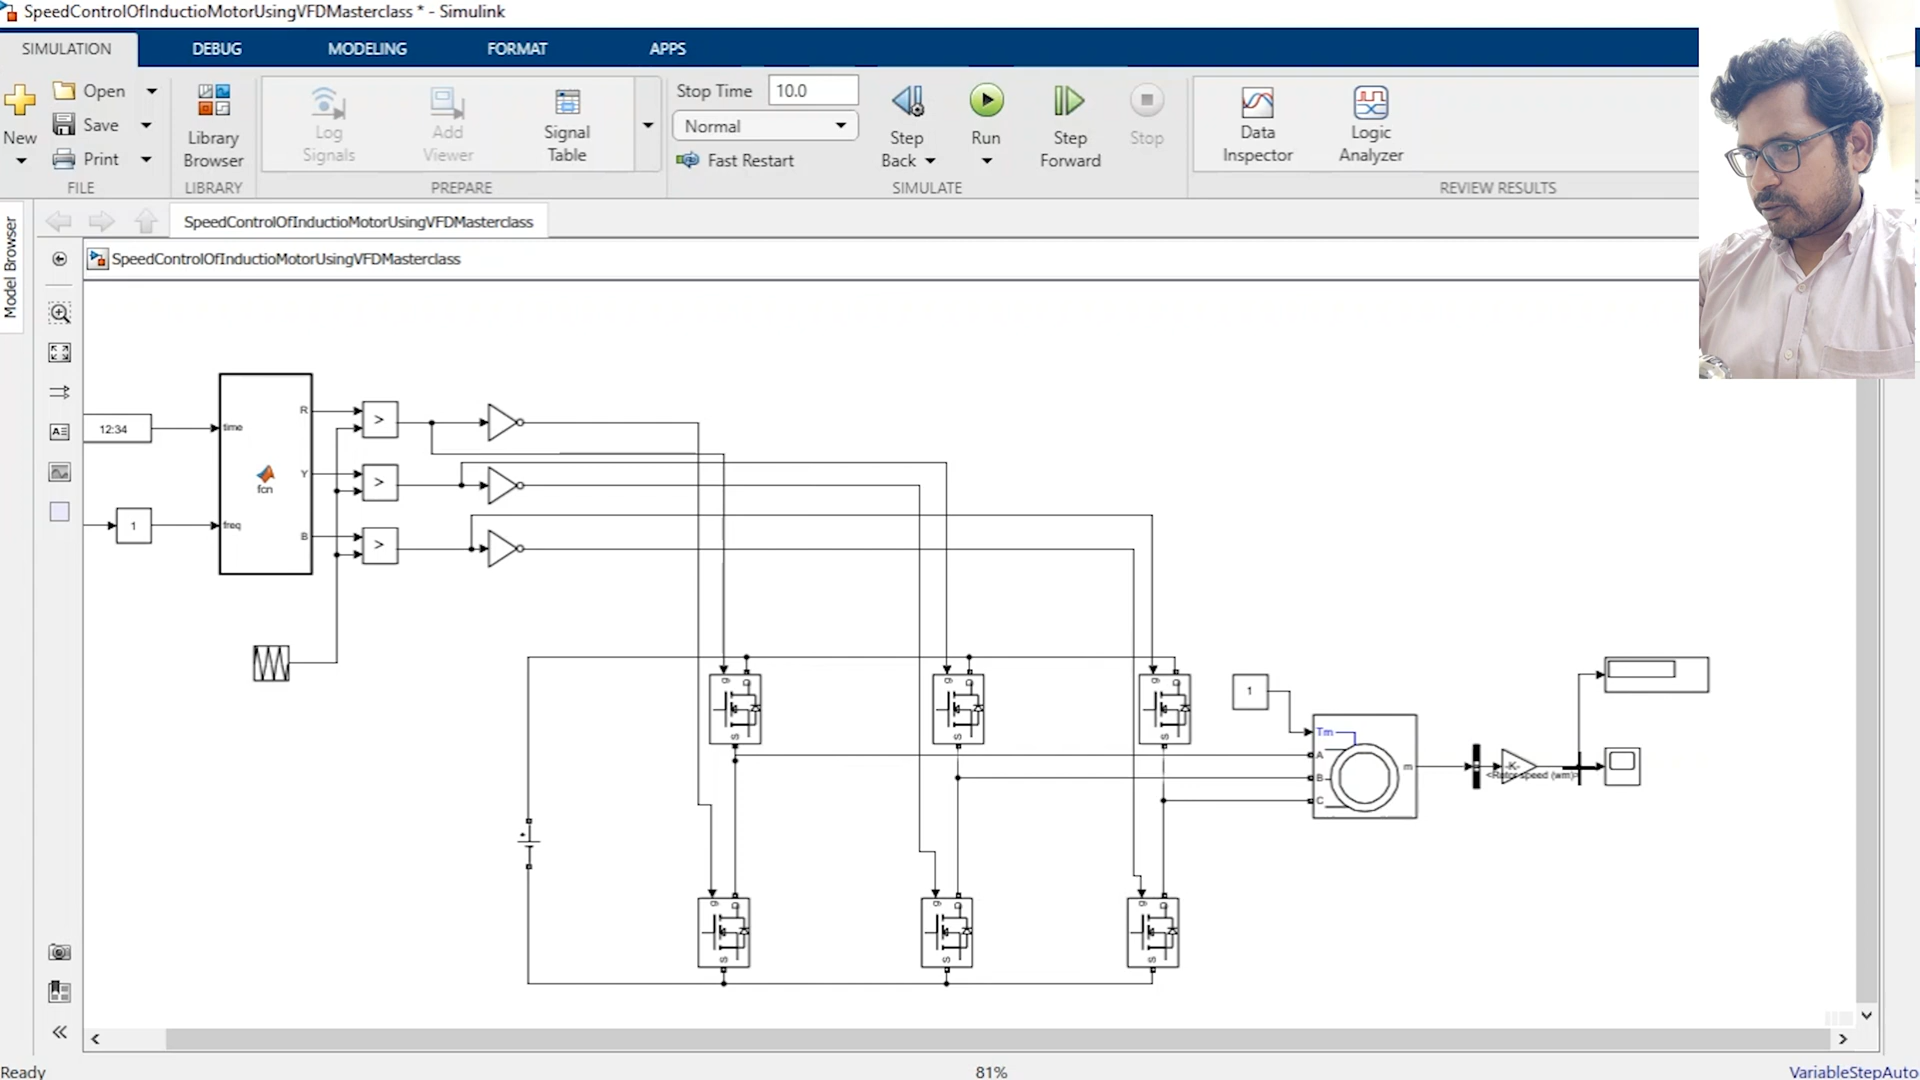 SpeedControlOfInductioMotorUsingVFDMasterclass * - Simulink
SIMULATION DEBUG MODELING FORMAT APPS
New
Open
Save
Print
FILE
Library Browser
LIBRARY
Log Signals
Add Viewer
Signal Table
PREPARE
Stop Time 10.0
Normal
Fast Restart
Step Back
Run
Step Forward
Stop
SIMULATE
Data Inspector
Logic Analyzer
REVIEW RESULTS
Model Browser
SpeedControlOfInductioMotorUsingVFDMasterclass
SpeedControlOfInductioMotorUsingVFDMasterclass
12:34
time
R
>
fcn
Y
>
1
freq
B
>
g D
S
g D
S
g D
S
1
Tm
A
B
C
m
-K-
<Rotor speed (wm)>
g D
S
g D
S
g D
S
Ready
81%
VariableStepAuto